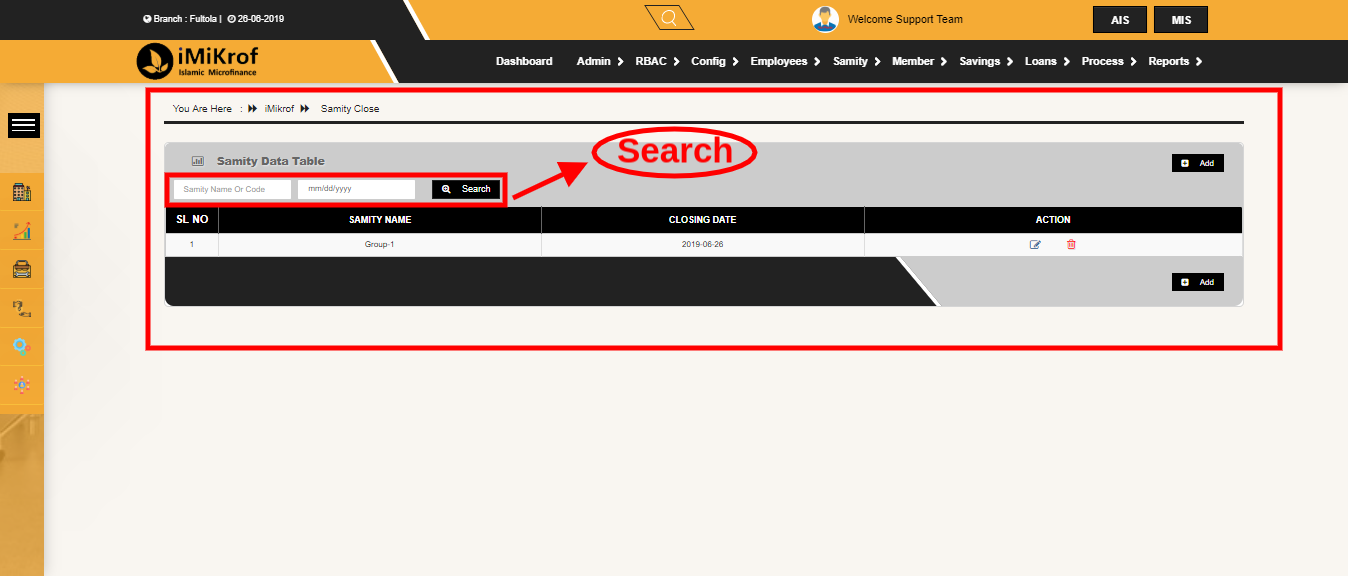 Branch : Fultola | 26-06-2019
Welcome Support Team
AIS
MIS
iMiKrof
Islamic Microfinance
Dashboard Admin RBAC Config Employees Samity Member Savings Loans Process Reports
You Are Here : iMikrof Samity Close
Search
Samity Data Table
Add
Samity Name Or Code mm/dd/yyyy Search
SL NO SAMITY NAME CLOSING DATE ACTION
1 Group-1 2019-06-26
Add